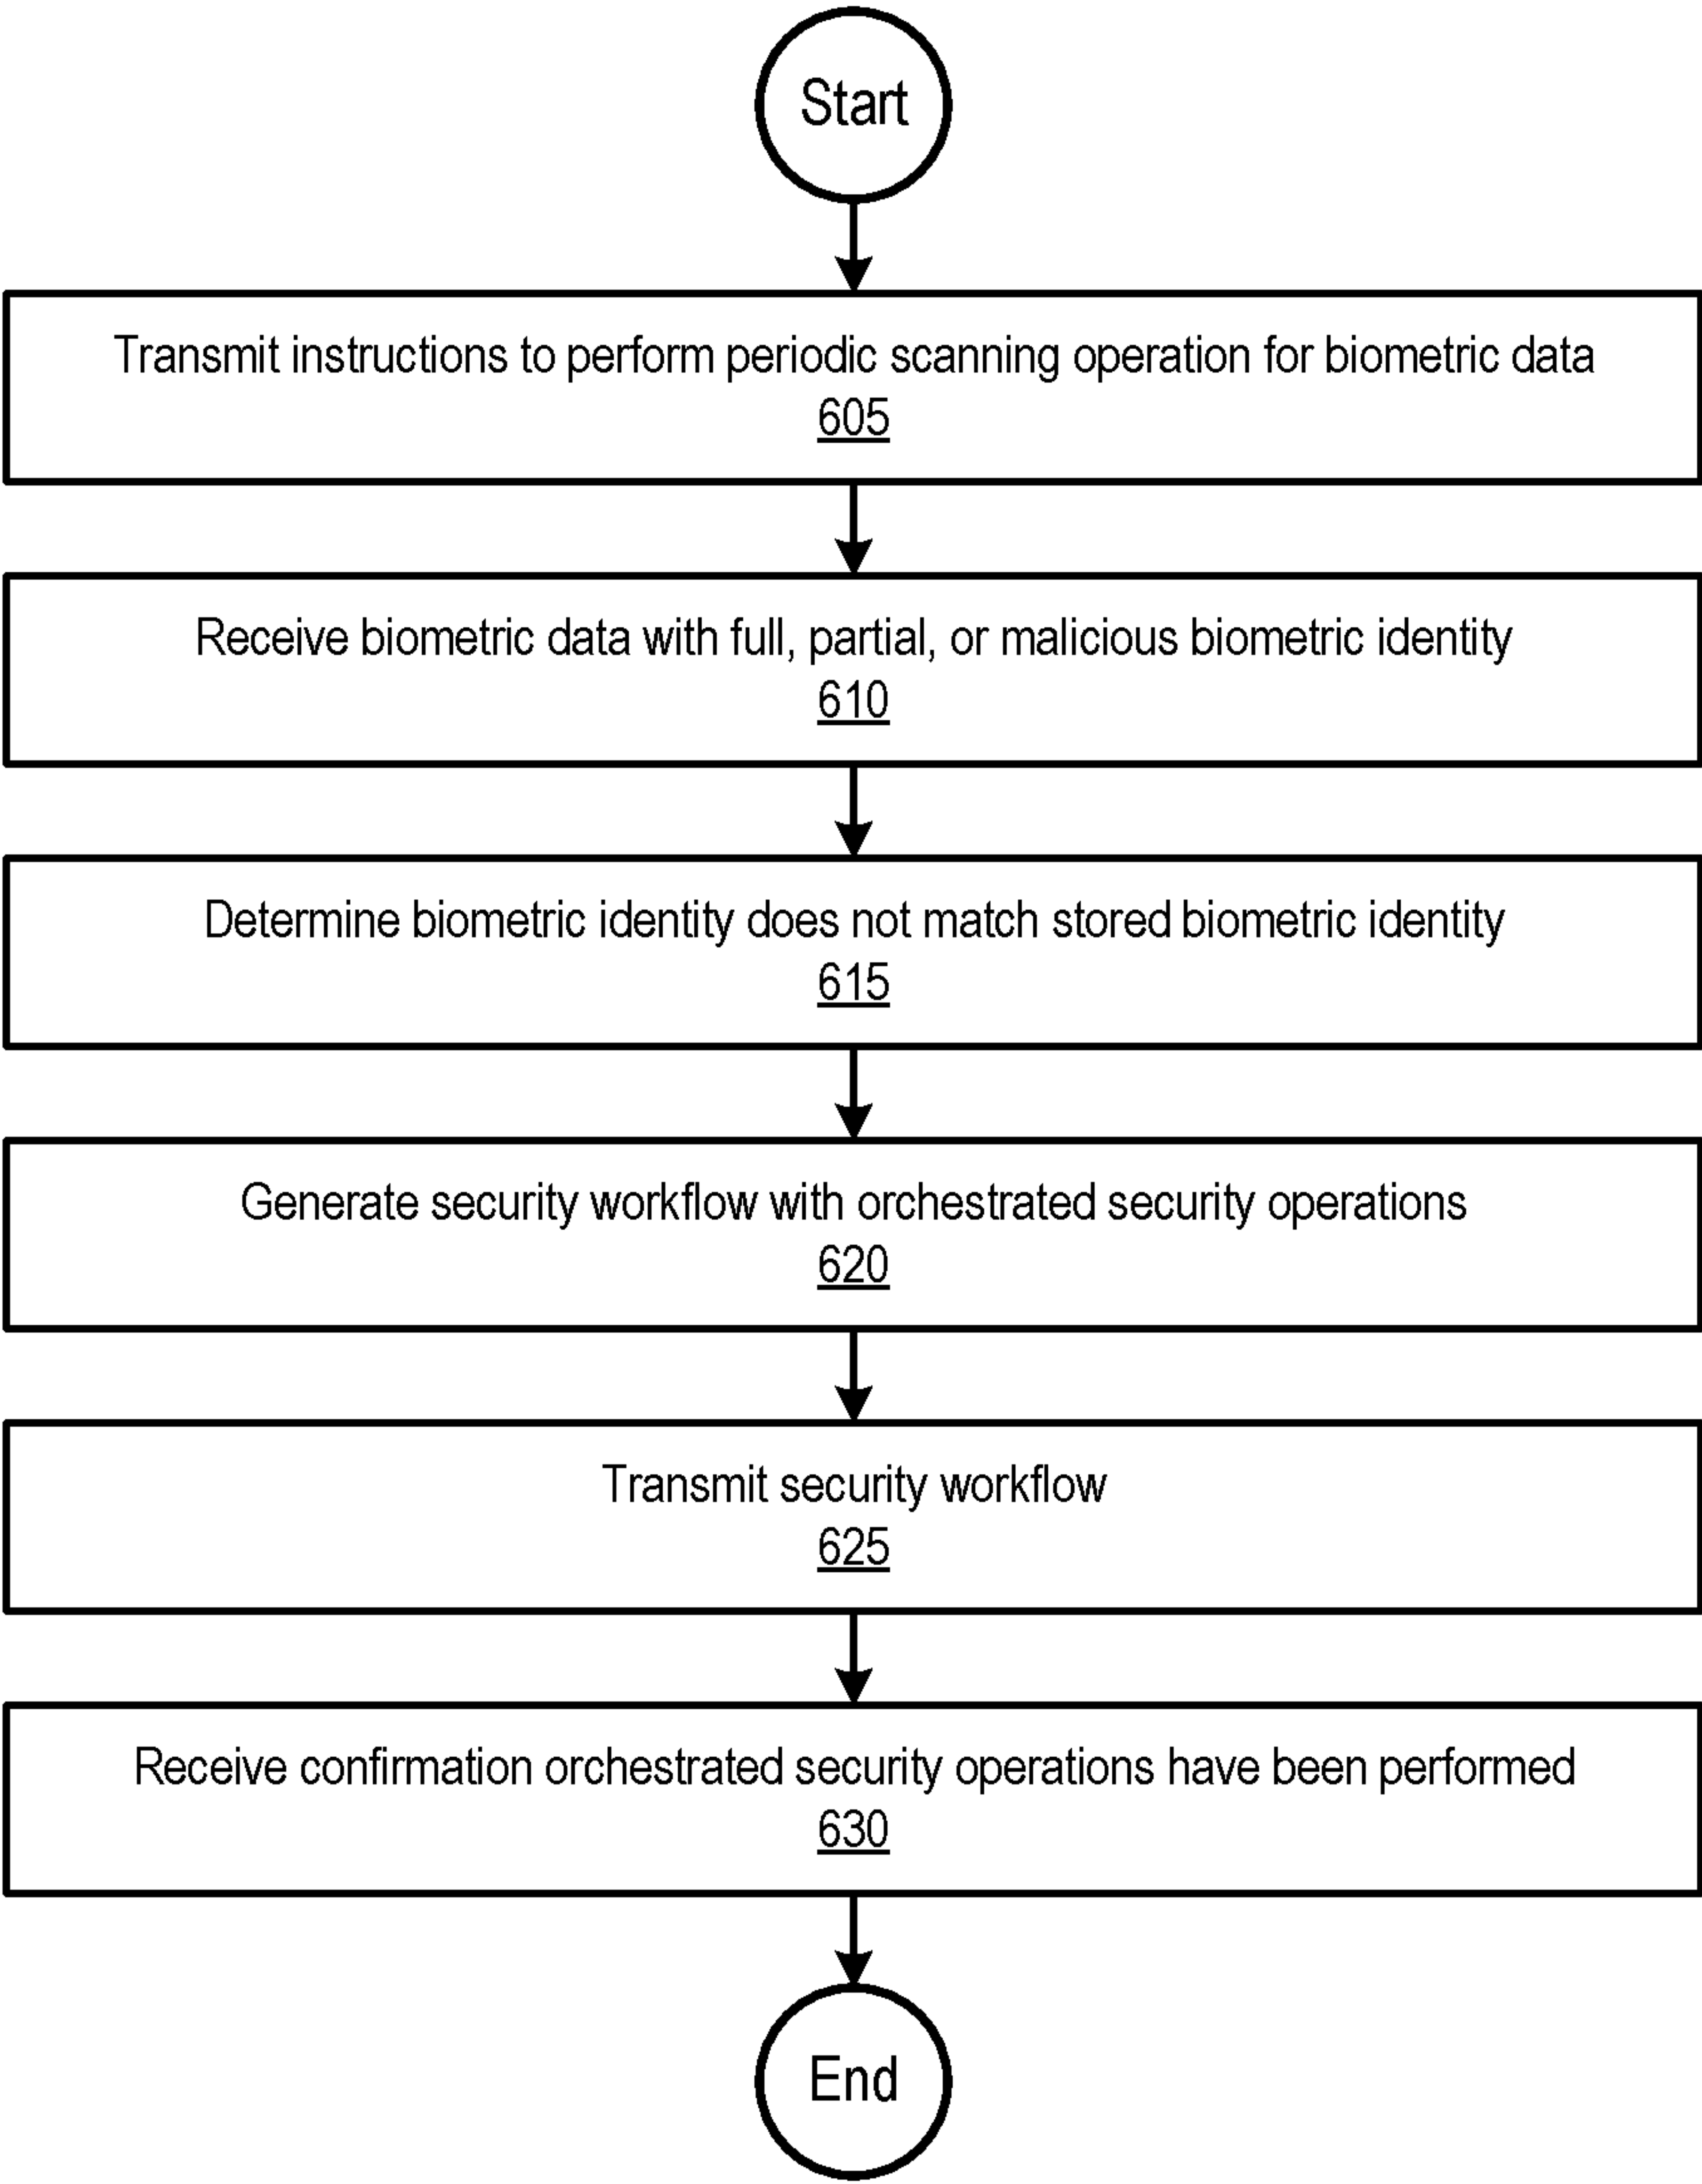 Start
Transmit instructions to perform periodic scanning operation for biometric data
605
Receive biometric data with full, partial, or malicious biometric identity
610
Determine biometric identity does not match stored biometric identity
615
Generate security workflow with orchestrated security operations
620
Transmit security workflow
625
Receive confirmation orchestrated security operations have been performed
630
End